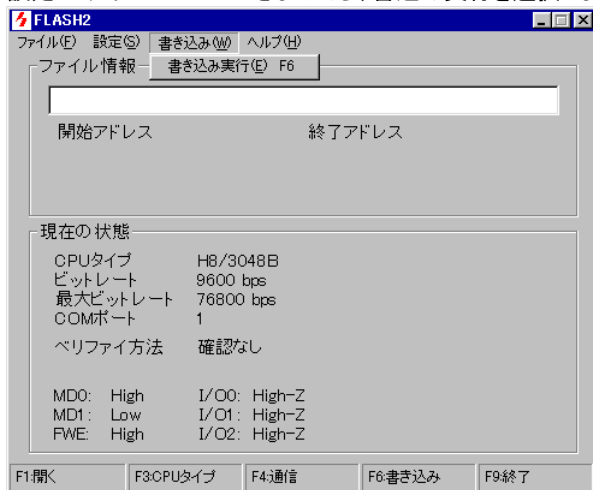 FLASH2
ファイル(F) 設定(S) 書き込み(W) ヘルプ(H)
ファイル情報 書き込み実行(E) F6
開始アドレス 終了アドレス
現在の状態
CPUタイプ H8/3048B
ビットレート 9600 bps
最大ビットレート 76800 bps
COMポート 1
ベリファイ方法 確認なし
MD0: High I/O0: High-Z
MD1: Low I/O1: High-Z
FWE: High I/O2: High-Z
F1:開く F3:CPUタイプ F4:通信 F6:書き込み F9:終了